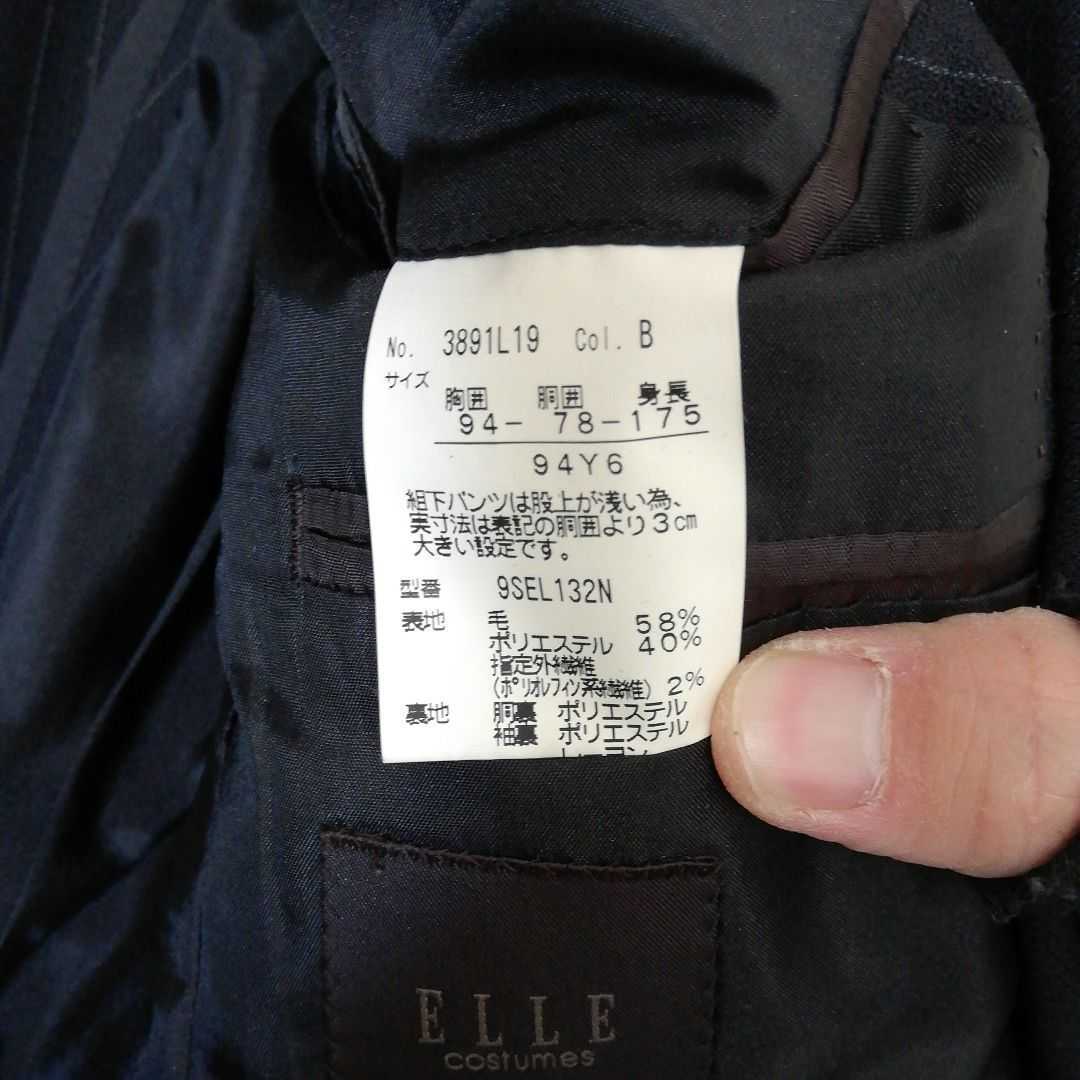 No. 3891L19 Col. B
サイズ
胸囲 胴囲 身長
94- 78-175
94Y6
組下パンツは股上が浅い為、
実寸法は表記の胴囲より3cm
大きい設定です。
型番 9SEL132N
表地 毛 58%
ポリエステル 40%
指定外繊維
(ポリオレフィン系繊維) 2%
裏地 胴裏 ポリエステル
袖裏 ポリエステル
レーヨン
ELLE
costumes